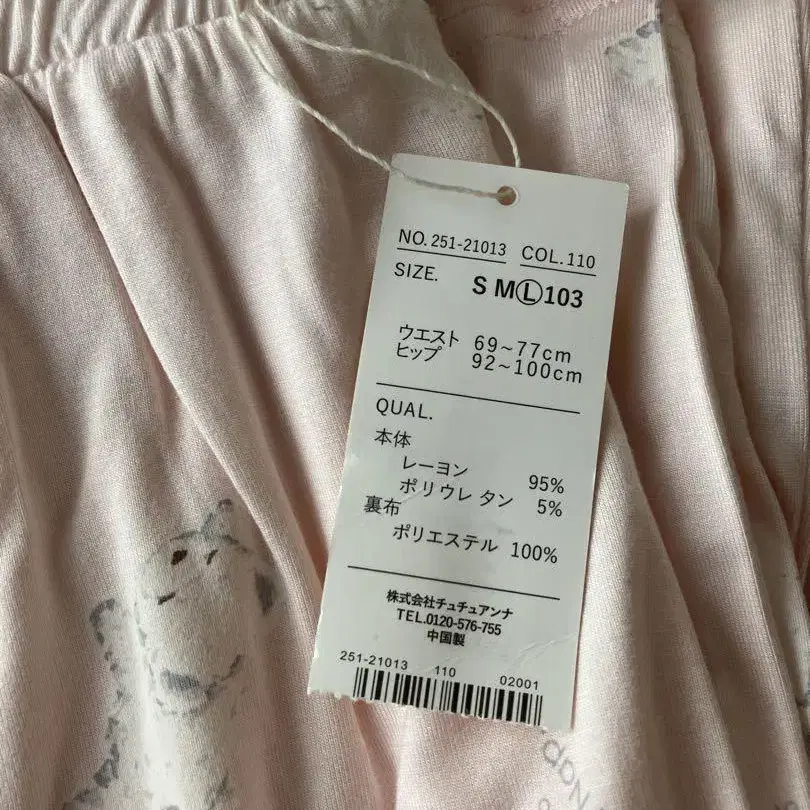 NO. 251-21013 COL. 110
SIZE. S M L 103
ウエスト 69~77cm
ヒップ 92~100cm
QUAL.
本体
レーヨン 95%
ポリウレタン 5%
裏布
ポリエステル 100%
株式会社チュチュアンナ
TEL.0120-576-755
中国製
251-21013 110 02001